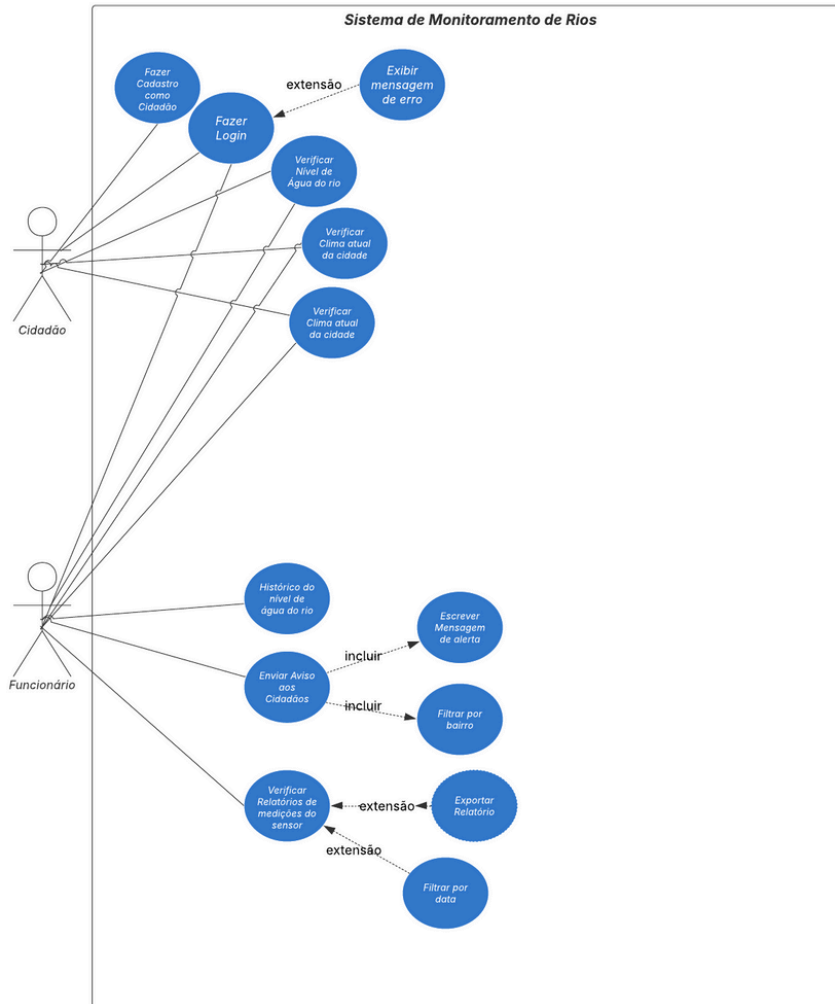 Sistema de Monitoramento de Rios
Fazer
Cadastro
como
Cidadão
extensão
Exibir
mensagem
de erro
Fazer
Login
Verificar
Nível de
Água do rio
Verificar
Clima atual
da cidade
Cidadão
Verificar
Clima atual
da cidade
Histórico do
nível de
água do rio
Escrever
Mensagem
de alerta
incluir
Funcionário
Enviar Aviso
aos
Cidadãos
incluir
Filtrar por
bairro
Verificar
Relatórios de
medições do
sensor
extensão
Exportar
Relatório
extensão
Filtrar por
data